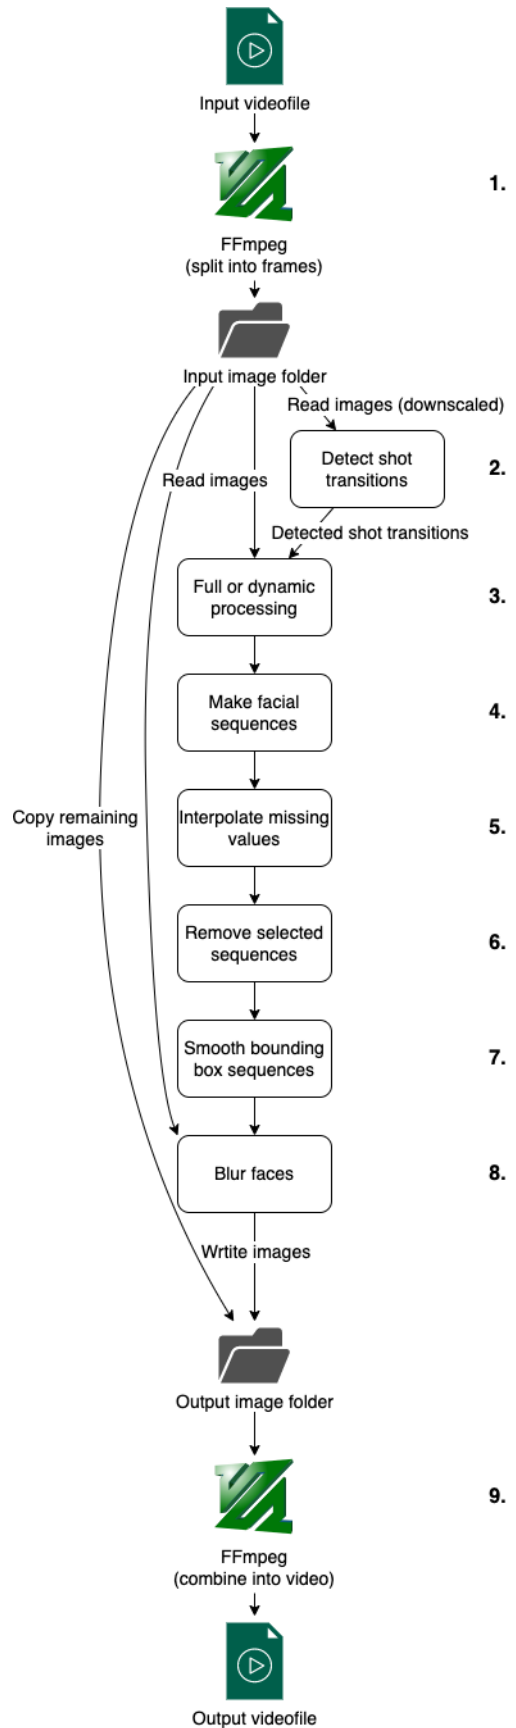 Input videofile
1.
FFmpeg
(split into frames)
Input image folder
Read images (downscaled)
Detect shot
transitions
2.
Read images
Detected shot transitions
Full or dynamic
processing
3.
Make facial
sequences
4.
Copy remaining
images
Interpolate missing
values
5.
Remove selected
sequences
6.
Smooth bounding
box sequences
7.
Blur faces
8.
Wrtite images
Output image folder
9.
FFmpeg
(combine into video)
Output videofile